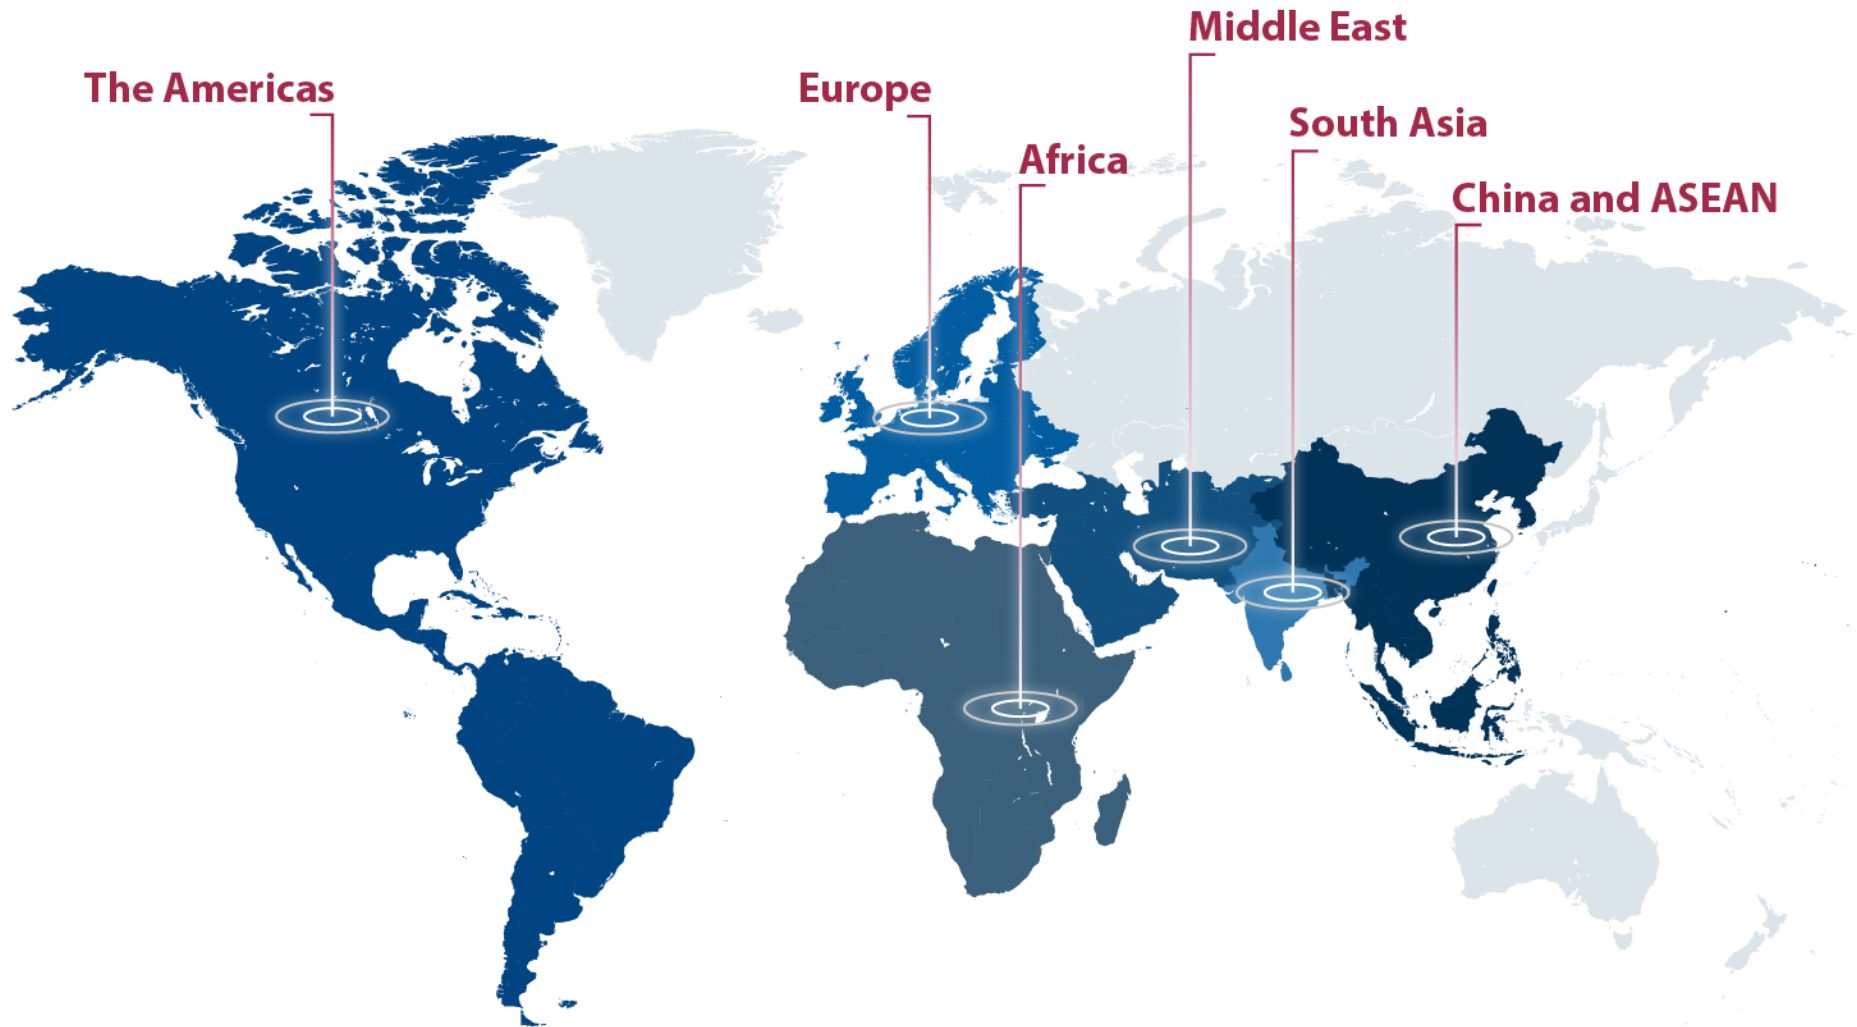 Middle East
The Americas
Europe
South Asia
Africa
China and ASEAN